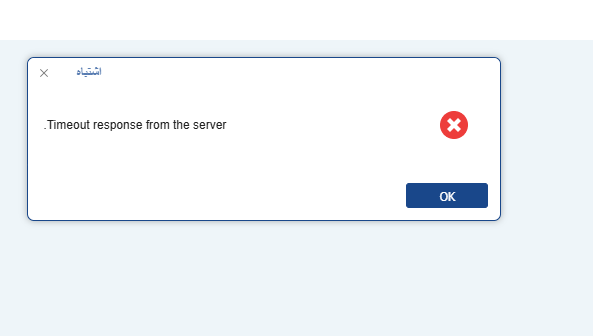 اشتباه
.Timeout response from the server
OK